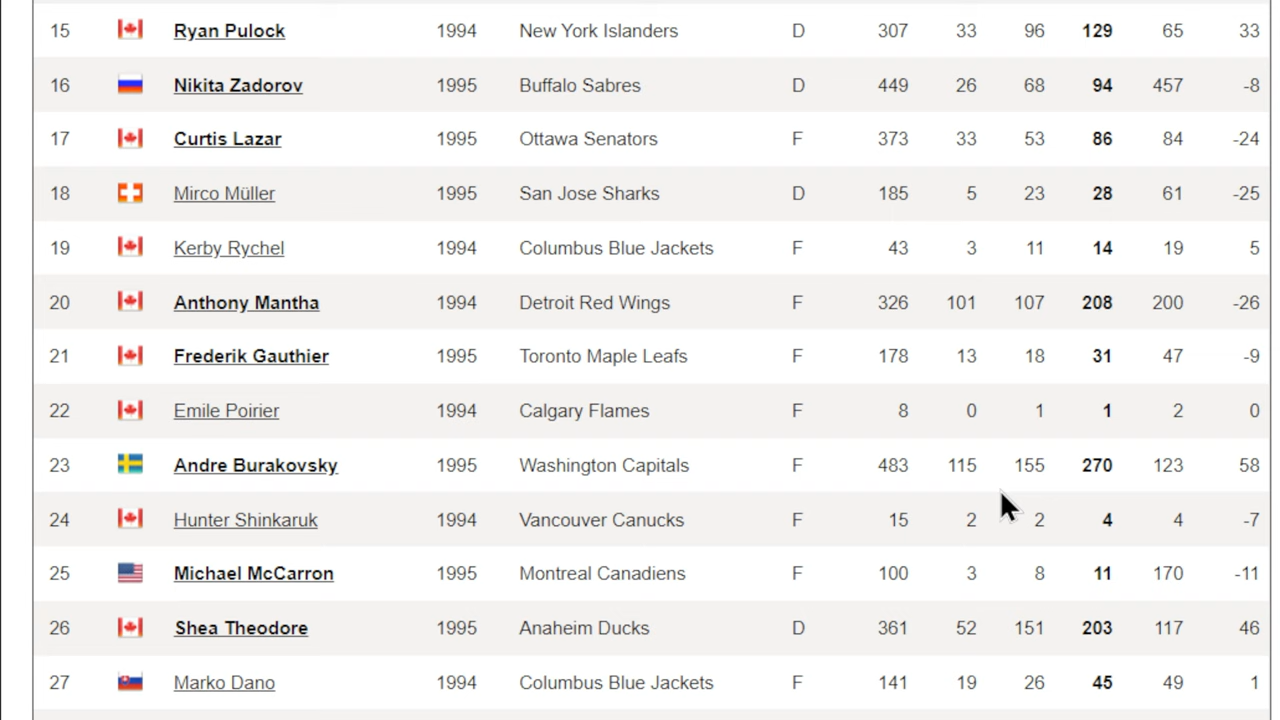 15 Ryan Pulock 1994 New York Islanders D 307 33 96 129 65 33
16 Nikita Zadorov 1995 Buffalo Sabres D 449 26 68 94 457 -8
17 Curtis Lazar 1995 Ottawa Senators F 373 33 53 86 84 -24
18 Mirco Müller 1995 San Jose Sharks D 185 5 23 28 61 -25
19 Kerby Rychel 1994 Columbus Blue Jackets F 43 3 11 14 19 5
20 Anthony Mantha 1994 Detroit Red Wings F 326 101 107 208 200 -26
21 Frederik Gauthier 1995 Toronto Maple Leafs F 178 13 18 31 47 -9
22 Emile Poirier 1994 Calgary Flames F 8 0 1 1 2 0
23 Andre Burakovsky 1995 Washington Capitals F 483 115 155 270 123 58
24 Hunter Shinkaruk 1994 Vancouver Canucks F 15 2 2 4 4 -7
25 Michael McCarron 1995 Montreal Canadiens F 100 3 8 11 170 -11
26 Shea Theodore 1995 Anaheim Ducks D 361 52 151 203 117 46
27 Marko Dano 1994 Columbus Blue Jackets F 141 19 26 45 49 1